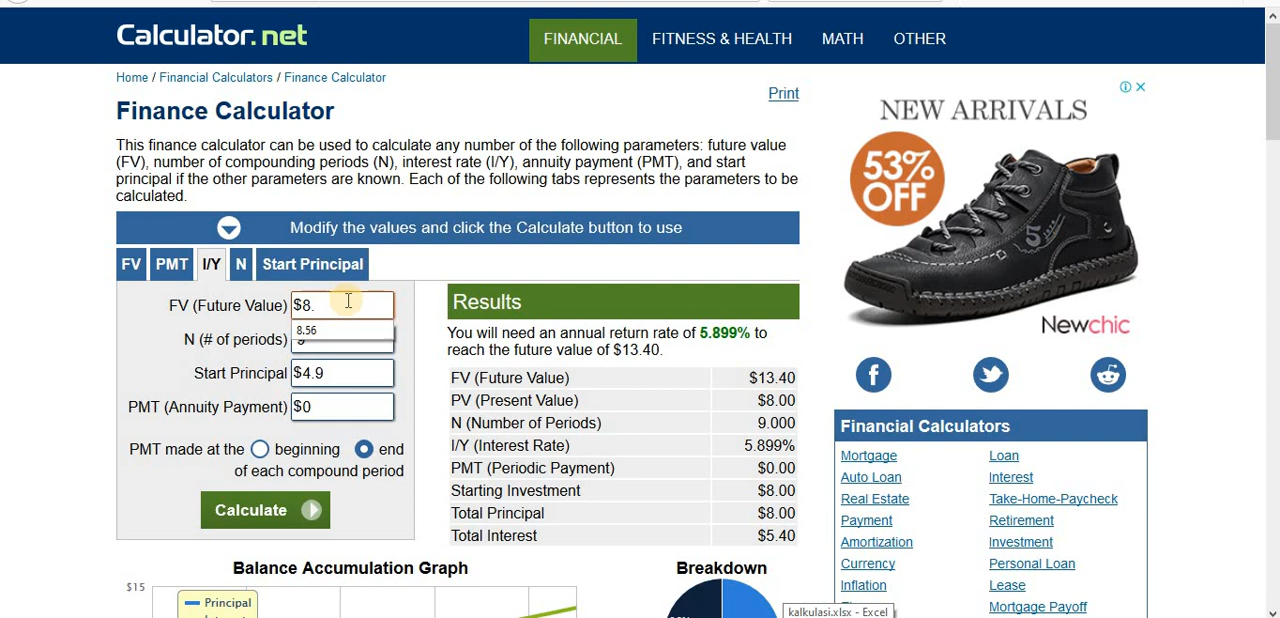 Calculator.net
FINANCIAL
FITNESS & HEALTH
MATH
OTHER
Home / Financial Calculators / Finance Calculator
Print
Finance Calculator
This finance calculator can be used to calculate any number of the following parameters: future value
(FV), number of compounding periods (N), interest rate (I/Y), annuity payment (PMT), and start
principal if the other parameters are known. Each of the following tabs represents the parameters to be
calculated.
Modify the values and click the Calculate button to use
FV
PMT
I/Y
N
Start Principal
FV (Future Value) $8.
8.56
N (# of periods)
Start Principal $4.9
PMT (Annuity Payment) $0
PMT made at the beginning end
of each compound period
Calculate
Results
You will need an annual return rate of 5.899% to
reach the future value of $13.40.
FV (Future Value) $13.40
PV (Present Value) $8.00
N (Number of Periods) 9.000
I/Y (Interest Rate) 5.899%
PMT (Periodic Payment) $0.00
Starting Investment $8.00
Total Principal $8.00
Total Interest $5.40
Balance Accumulation Graph
$15
Principal
Breakdown
kalkulasi.xlsx - Excel
NEW ARRIVALS
53%
OFF
Newchic
Financial Calculators
Mortgage Loan
Auto Loan Interest
Real Estate Take-Home-Paycheck
Payment Retirement
Amortization Investment
Currency Personal Loan
Inflation Lease
Mortgage Payoff